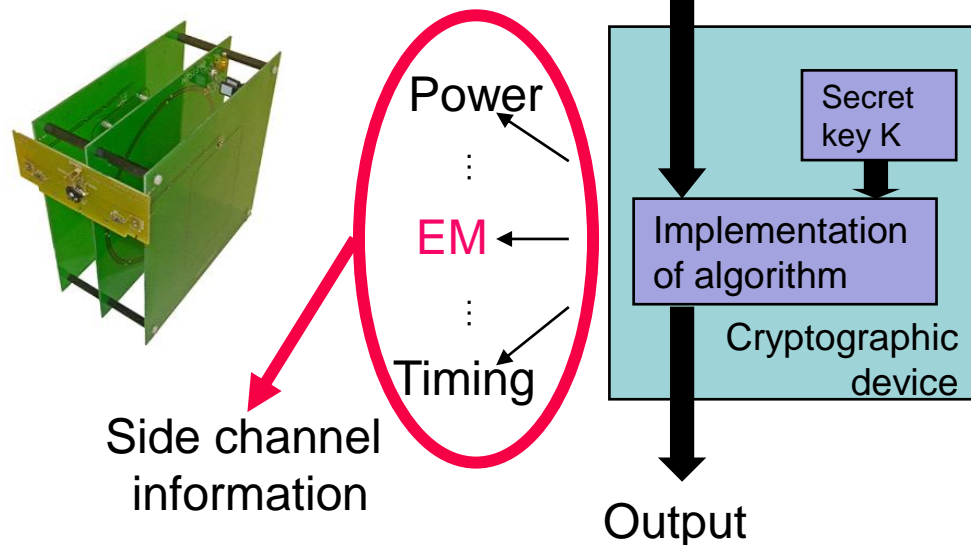 Power
⋮
EM
⋮
Timing
Side channel
information
Secret
key K
Implementation
of algorithm
Cryptographic
device
Output